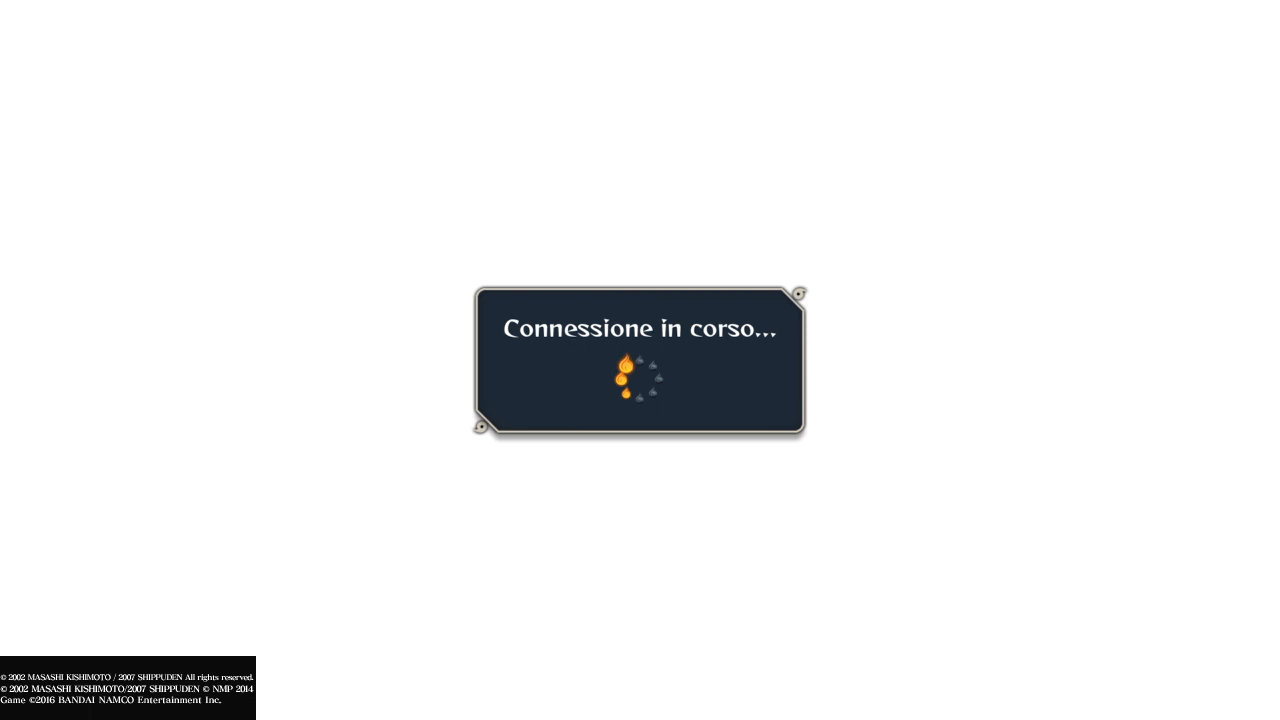 Connessione in corso...
© 2002 MASASHI KISHIMOTO / 2007 SHIPPUDEN All rights reserved.
© 2002 MASASHI KISHIMOTO/2007 SHIPPUDEN © NMP 2014
Game ©2016 BANDAI NAMCO Entertainment Inc.